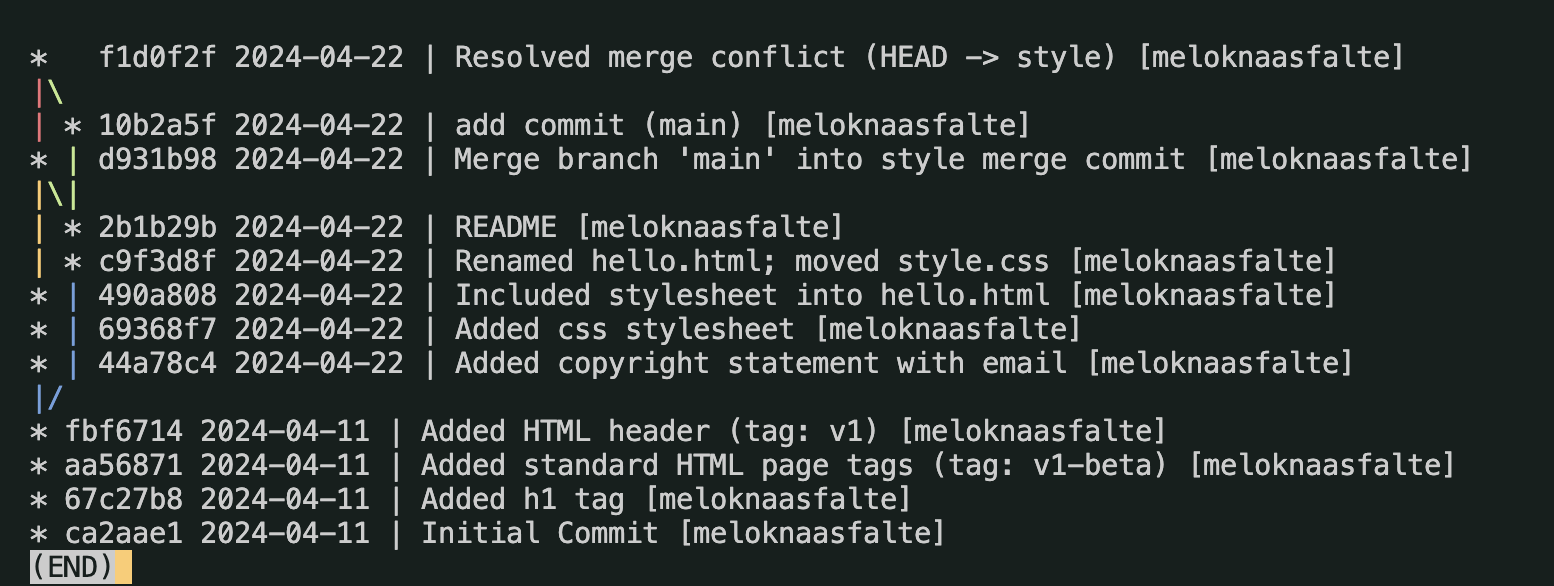 *   f1d0f2f 2024-04-22 | Resolved merge conflict (HEAD -> style) [meloknaasfalte]
|\
| * 10b2a5f 2024-04-22 | add commit (main) [meloknaasfalte]
* | d931b98 2024-04-22 | Merge branch 'main' into style merge commit [meloknaasfalte]
|\|
| * 2b1b29b 2024-04-22 | README [meloknaasfalte]
| * c9f3d8f 2024-04-22 | Renamed hello.html; moved style.css [meloknaasfalte]
* | 490a808 2024-04-22 | Included stylesheet into hello.html [meloknaasfalte]
* | 69368f7 2024-04-22 | Added css stylesheet [meloknaasfalte]
* | 44a78c4 2024-04-22 | Added copyright statement with email [meloknaasfalte]
|/
* fbf6714 2024-04-11 | Added HTML header (tag: v1) [meloknaasfalte]
* aa56871 2024-04-11 | Added standard HTML page tags (tag: v1-beta) [meloknaasfalte]
* 67c27b8 2024-04-11 | Added h1 tag [meloknaasfalte]
* ca2aae1 2024-04-11 | Initial Commit [meloknaasfalte]
(END)